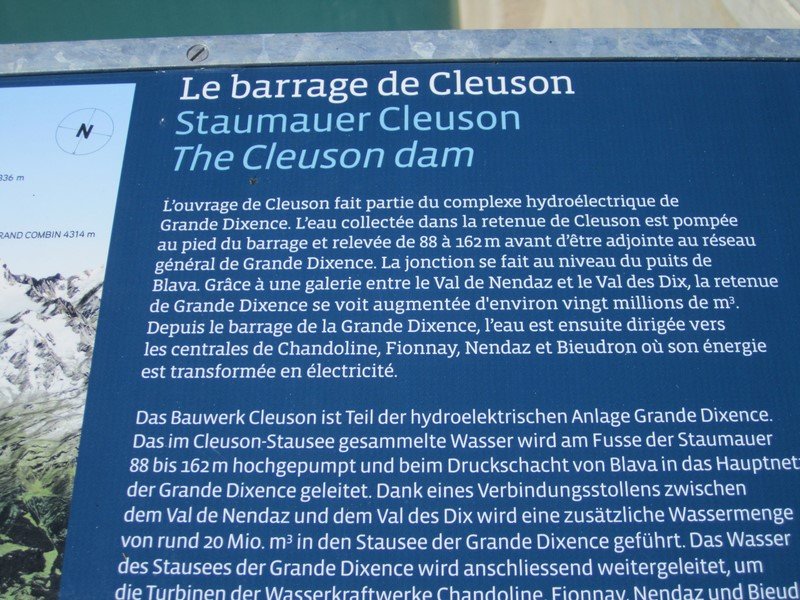 Le barrage de Cleuson
Staumauer Cleuson
The Cleuson dam
N
336 m
RAND COMBIN 4314 m
L'ouvrage de Cleuson fait partie du complexe hydroélectrique de
Grande Dixence. L'eau collectée dans la retenue de Cleuson est pompée
au pied du barrage et relevée de 88 à 162 m avant d'être adjointe au réseau
général de Grande Dixence. La jonction se fait au niveau du puits de
Blava. Grâce à une galerie entre le Val de Nendaz et le Val des Dix, la retenue
de Grande Dixence se voit augmentée d'environ vingt millions de m³.
Depuis le barrage de la Grande Dixence, l'eau est ensuite dirigée vers
les centrales de Chandoline, Fionnay, Nendaz et Bieudron où son énergie
est transformée en électricité.
Das Bauwerk Cleuson ist Teil der hydroelektrischen Anlage Grande Dixence.
Das im Cleuson-Stausee gesammelte Wasser wird am Fusse der Staumauer
88 bis 162 m hochgepumpt und beim Druckschacht von Blava in das Hauptnetz
der Grande Dixence geleitet. Dank eines Verbindungsstollens zwischen
dem Val de Nendaz und dem Val des Dix wird eine zusätzliche Wassermenge
von rund 20 Mio. m³ in den Stausee der Grande Dixence geführt. Das Wasser
des Stausees der Grande Dixence wird anschliessend weitergeleitet, um
die Turbinen der Wasserkraftwerke Chandoline, Fionnay, Nendaz und Bieud